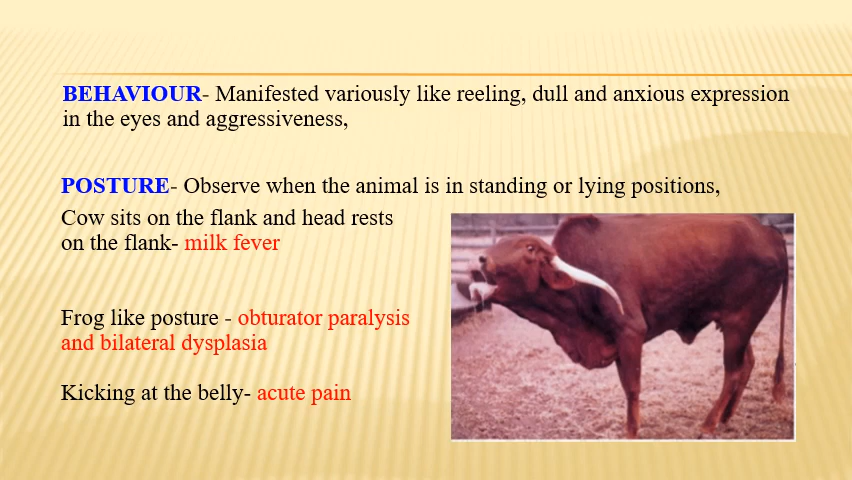 BEHAVIOUR- Manifested variously like reeling, dull and anxious expression
in the eyes and aggressiveness,
POSTURE- Observe when the animal is in standing or lying positions,
Cow sits on the flank and head rests
on the flank- milk fever
Frog like posture - obturator paralysis
and bilateral dysplasia
Kicking at the belly- acute pain